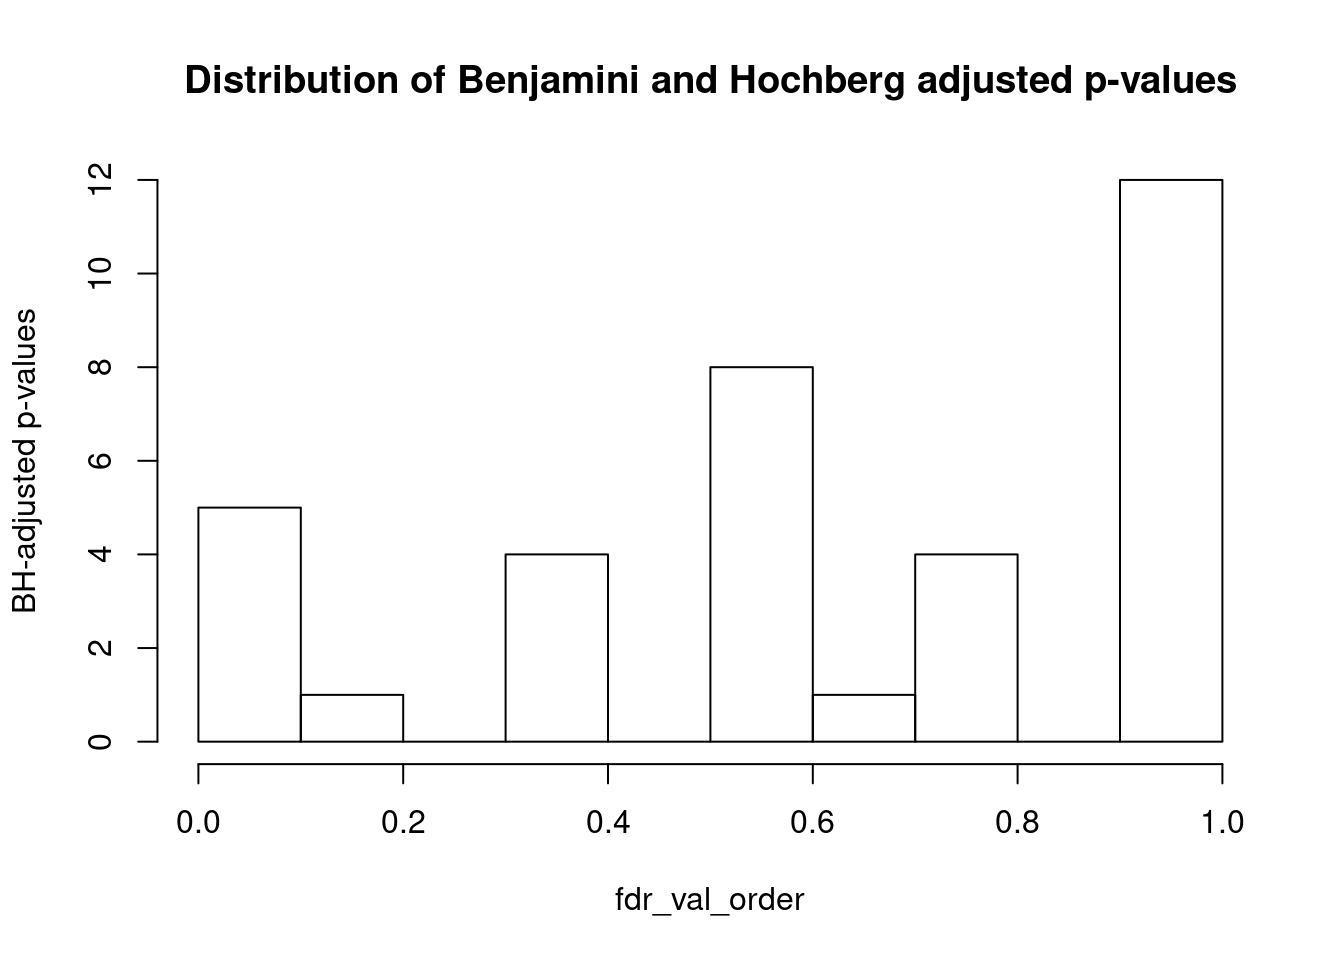 Distribution of Benjamini and Hochberg adjusted p-values
BH-adjusted p-values
12
10
8
6
4
2
0
0.0 0.2 0.4 0.6 0.8 1.0
fdr_val_order